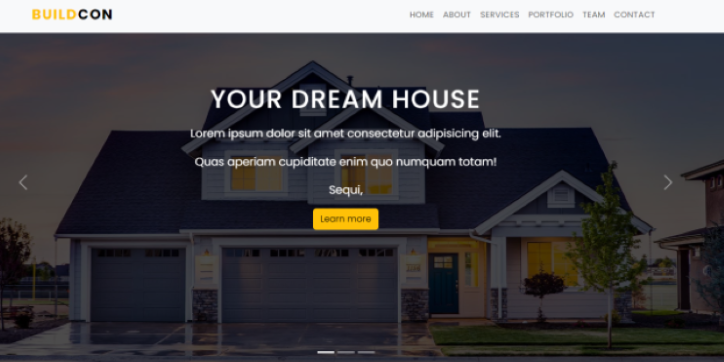 BUILDCON
HOME ABOUT SERVICES PORTFOLIO TEAM CONTACT
YOUR DREAM HOUSE
Lorem ipsum dolor sit amet consectetur adipisicing elit.
Quas aperiam cupiditate enim quo numquam totam!
Sequi,
Learn more